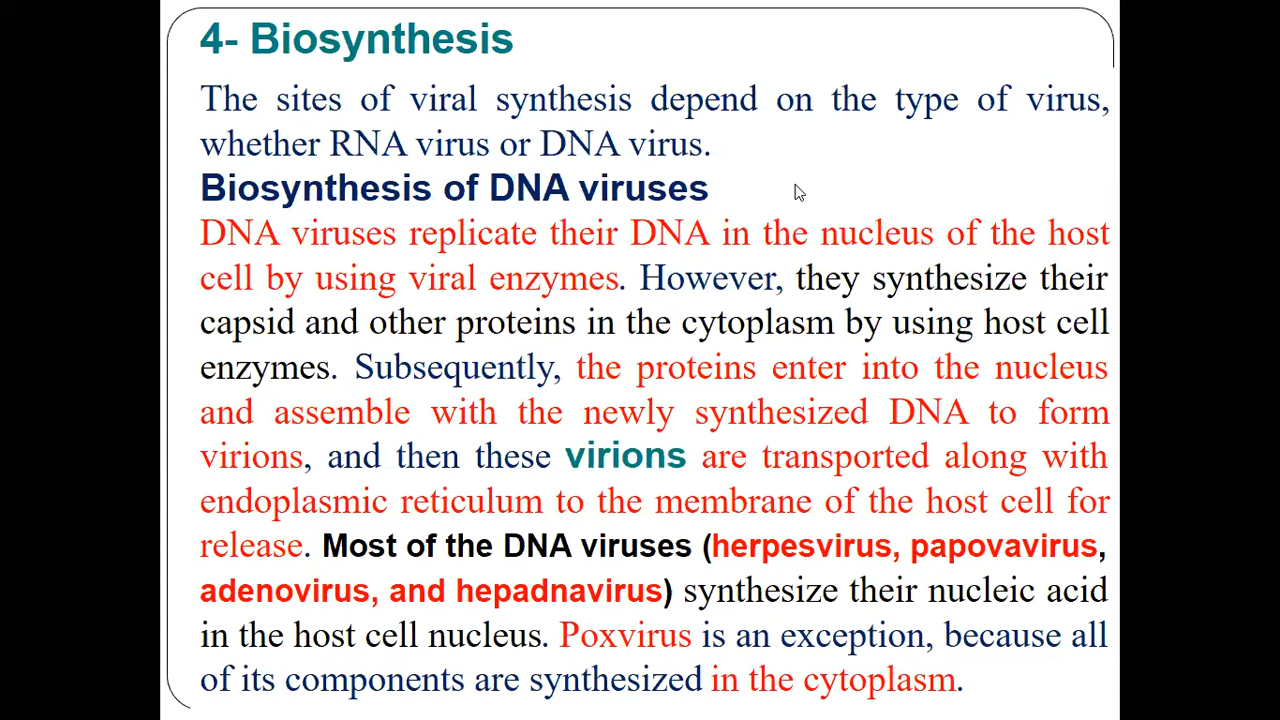 4- Biosynthesis
The sites of viral synthesis depend on the type of virus,
whether RNA virus or DNA virus.
Biosynthesis of DNA viruses
DNA viruses replicate their DNA in the nucleus of the host
cell by using viral enzymes. However, they synthesize their
capsid and other proteins in the cytoplasm by using host cell
enzymes. Subsequently, the proteins enter into the nucleus
and assemble with the newly synthesized DNA to form
virions, and then these virions are transported along with
endoplasmic reticulum to the membrane of the host cell for
release. Most of the DNA viruses (herpesvirus, papovavirus,
adenovirus, and hepadnavirus) synthesize their nucleic acid
in the host cell nucleus. Poxvirus is an exception, because all
of its components are synthesized in the cytoplasm.